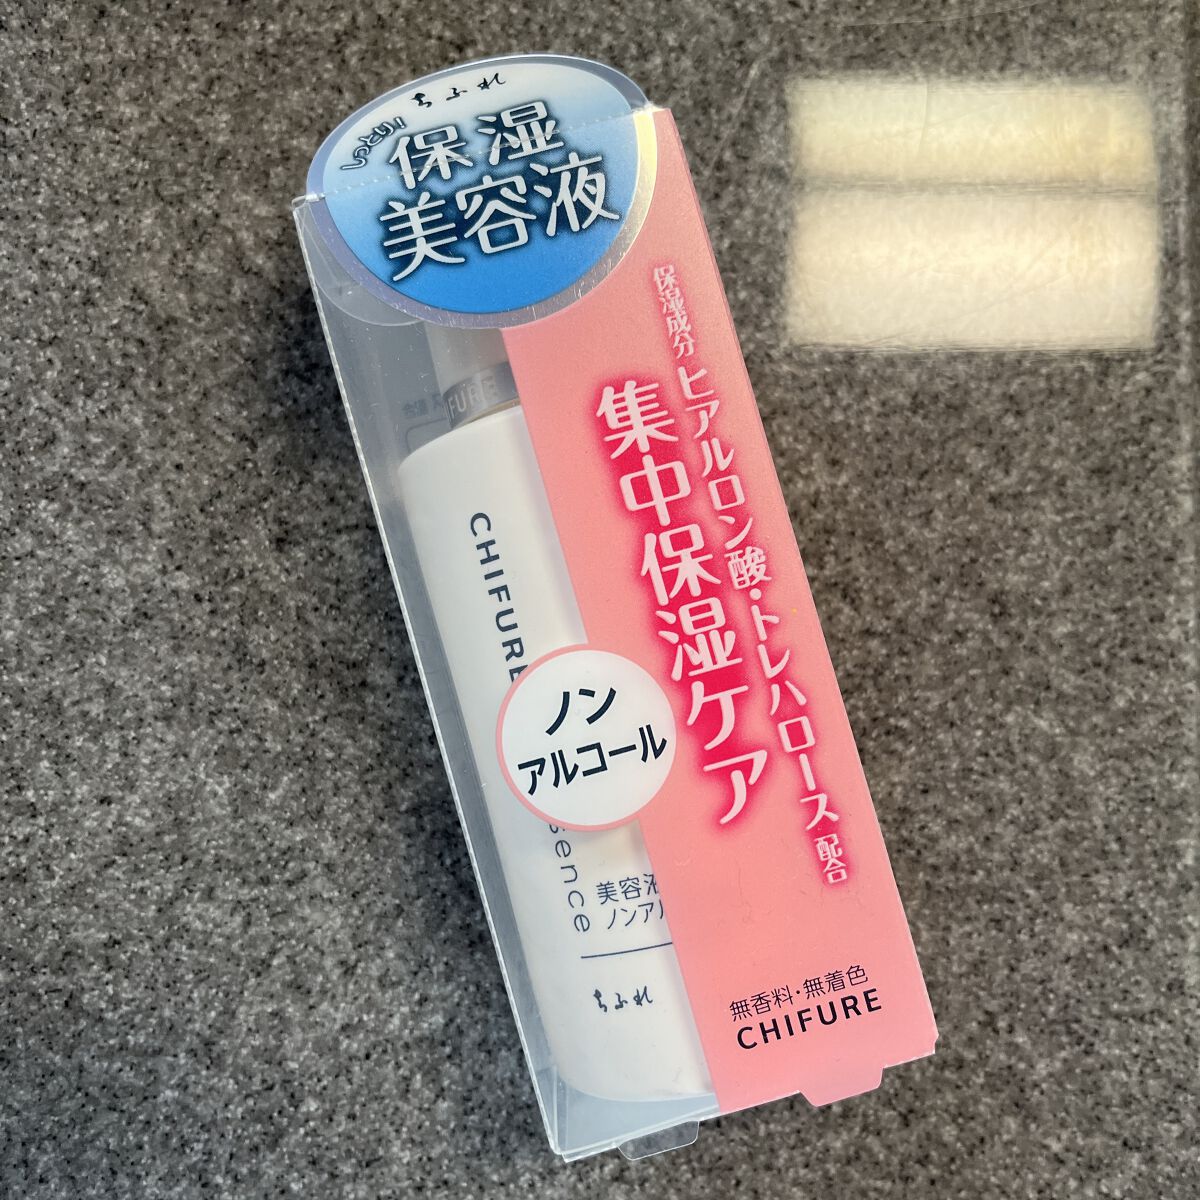 ちふれ
しっとり!
保湿
美容液
保湿成分 ヒアルロン酸・トレハロース配合
集中保湿ケア
FURE
CHIFURE
ノン
アルコール
sence
美容液
ノンアル
ちふれ
無香料・無着色
CHIFURE